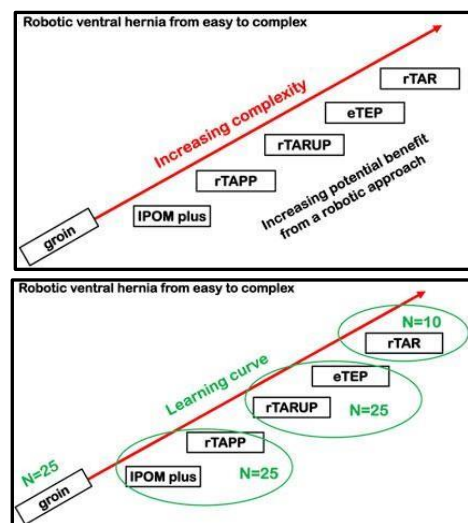 Robotic ventral hernia from easy to complex
rTAR
Increasing complexity
eTEP
rTARUP
Increasing potential benefit
from a robotic approach
rTAPP
IPOM plus
groin
Robotic ventral hernia from easy to complex
N=10
rTAR
Learning curve
eTEP
rTARUP
N=25
rTAPP
N=25
IPOM plus
N=25
groin